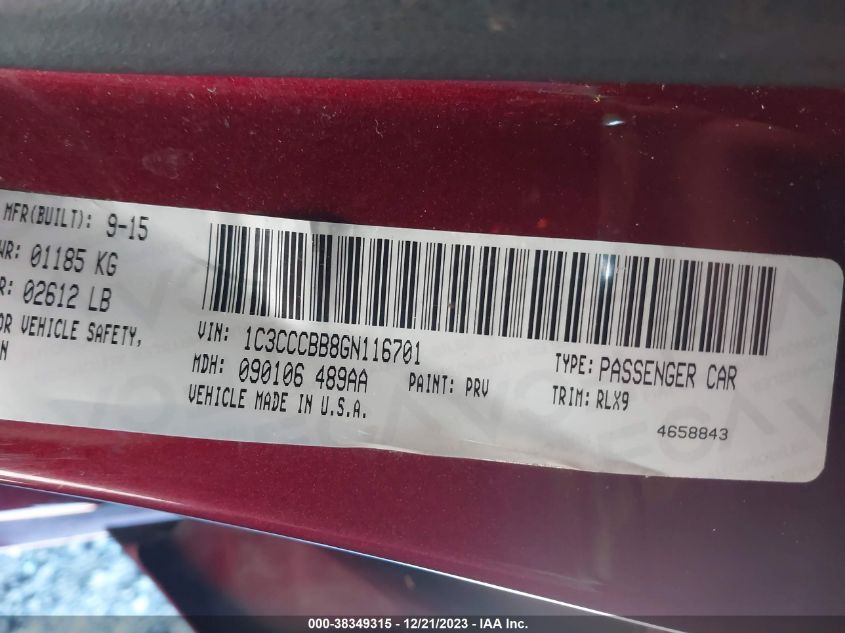 MFR(BUILT): 9-15
WR: 01185 KG
R: 02612 LB
OR VEHICLE SAFETY,
N
VIN: 1C3CCCBB8GN116701
MDH: 090106 489AA PAINT: PRV
VEHICLE MADE IN U.S.A.
TYPE: PASSENGER CAR
TRIM: RLX9
4658843
000-38349315 - 12/21/2023 - IAA Inc.